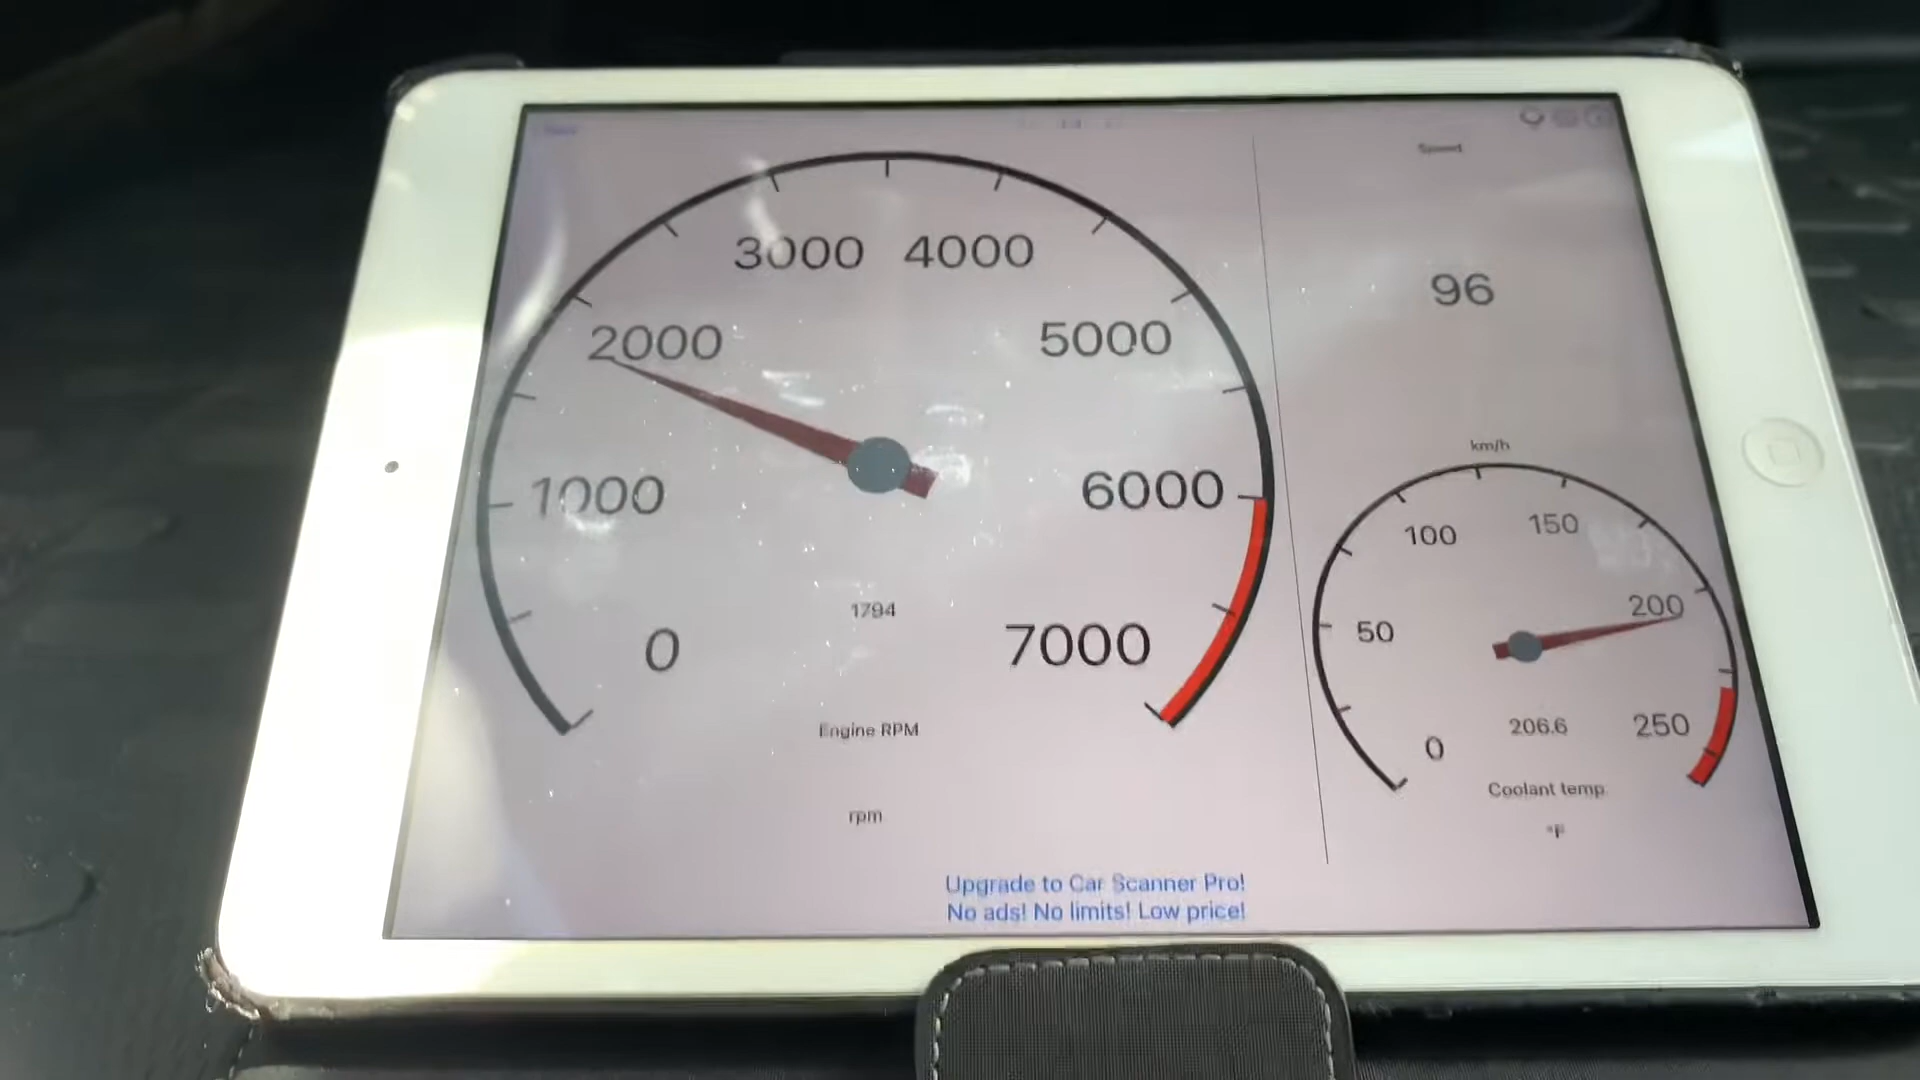 Speed
3000 4000
96
2000
5000
km/h
1000
6000
100
150
200
50
1794
0
7000
206.6
250
0
Engine RPM
Coolant temp.
°F
rpm
Upgrade to Car Scanner Pro!
No ads! No limits! Low price!